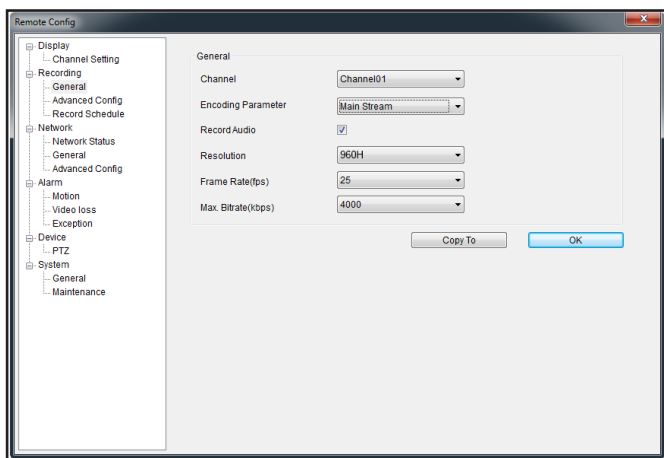 Remote Config
Display
Channel Setting
Recording
General
Advanced Config
Record Schedule
Network
Network Status
General
Advanced Config
Alarm
Motion
Video loss
Exception
Device
PTZ
System
General
Maintenance
General
Channel Channel01
Encoding Parameter Main Stream
Record Audio
Resolution 960H
Frame Rate(fps) 25
Max. Bitrate(kbps) 4000
Copy To OK